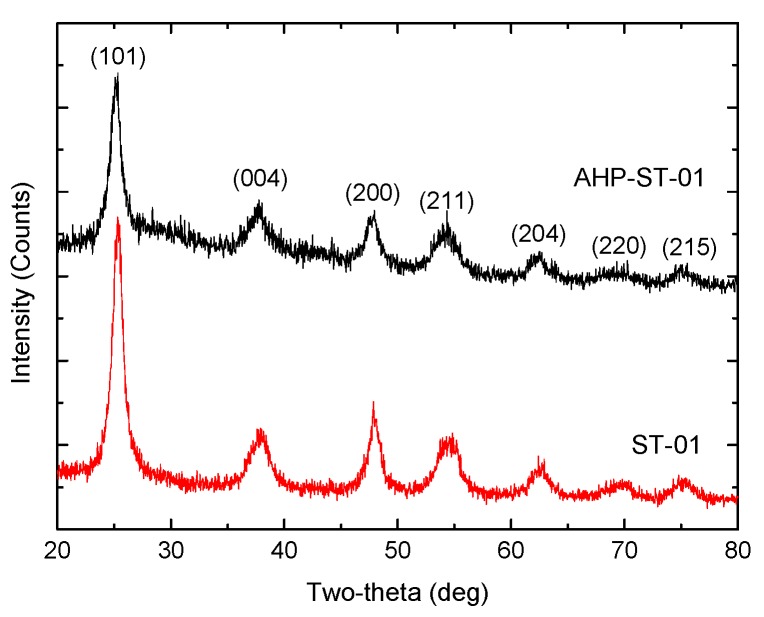 (101)
(004)
(200)
(211)
(204)
(220)
(215)
AHP-ST-01
ST-01
Intensity (Counts)
20 30 40 50 60 70 80
Two-theta (deg)